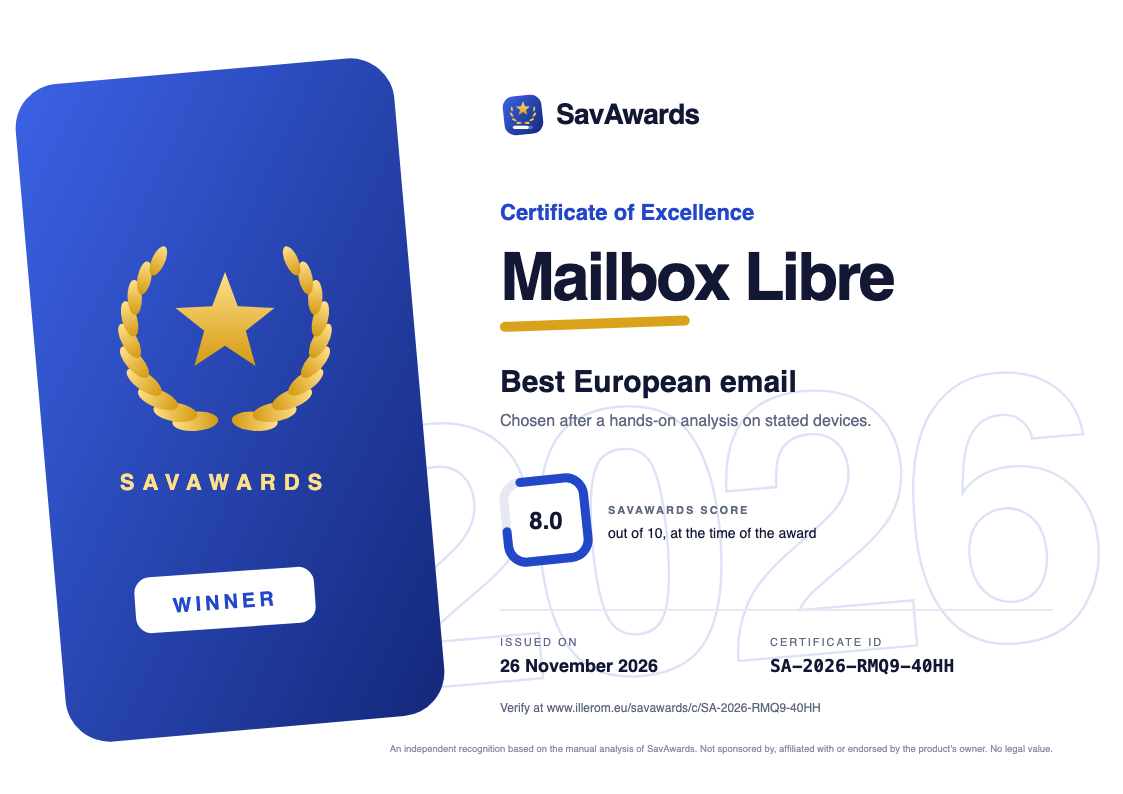 SAVAWARDS
WINNER
SavAwards
Certificate of Excellence
Mailbox Libre
Best European email
Chosen after a hands-on analysis on stated devices.
2026
8.0
SAVAWARDS SCORE
out of 10, at the time of the award
ISSUED ON
26 November 2026
CERTIFICATE ID
SA-2026-RMQ9-40HH
Verify at www.illerom.eu/savawards/c/SA-2026-RMQ9-40HH
An independent recognition based on the manual analysis of SavAwards. Not sponsored by, affiliated with or endorsed by the product's owner. No legal value.